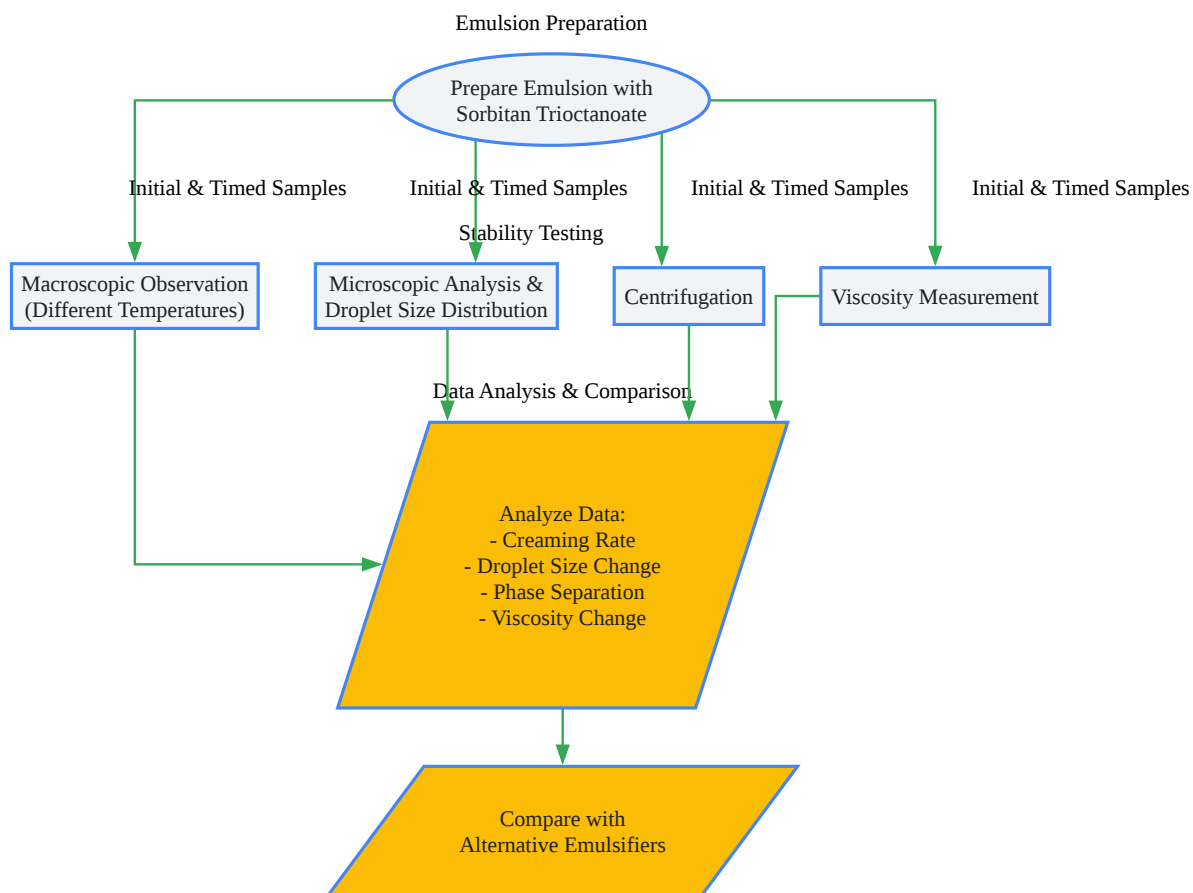 Emulsion Preparation
Prepare Emulsion with
Sorbitan Trioctanoate
Initial & Timed Samples
Initial & Timed Samples
Initial & Timed Samples
Initial & Timed Samples
Stability Testing
Macroscopic Observation
(Different Temperatures)
Microscopic Analysis &
Droplet Size Distribution
Centrifugation
Viscosity Measurement
Data Analysis & Comparison
Analyze Data:
- Creaming Rate
- Droplet Size Change
- Phase Separation
- Viscosity Change
Compare with
Alternative Emulsifiers